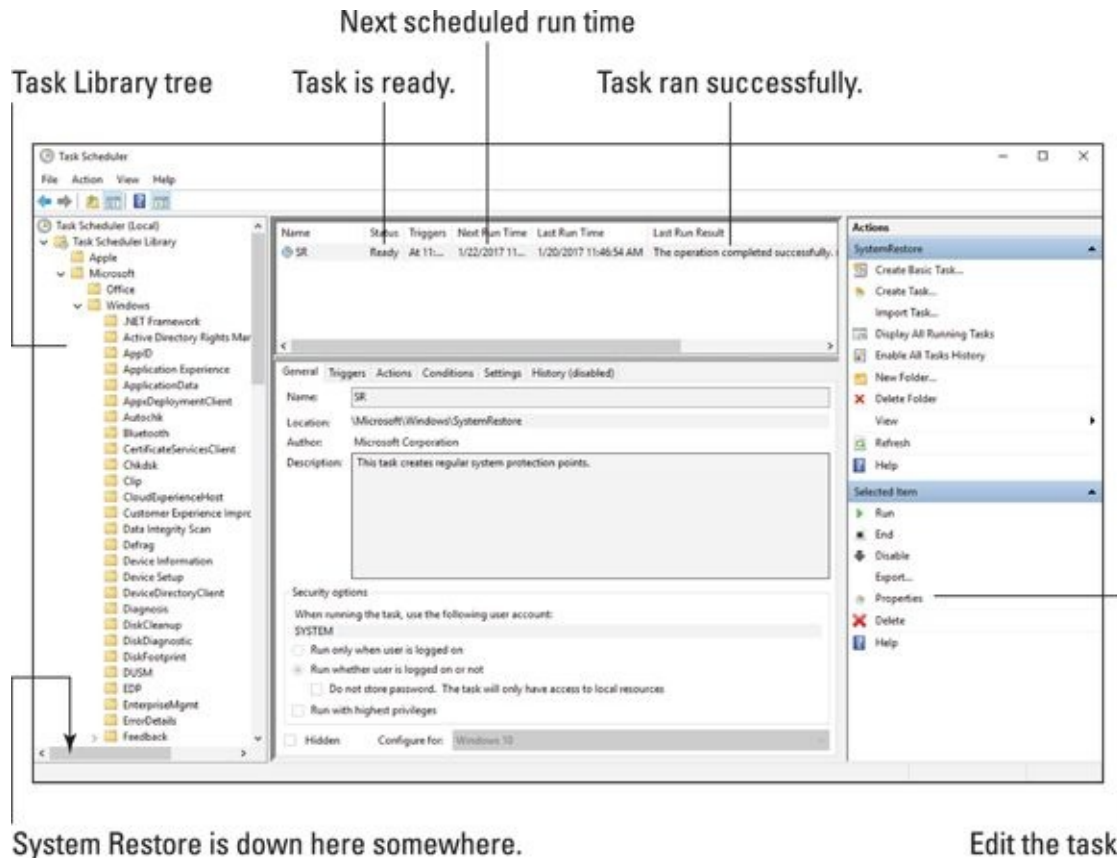 Next scheduled run time
Task Library tree
Task is ready.
Task ran successfully.
Task Scheduler
File Action View Help
Task Scheduler (Local)
Task Scheduler Library
Apple
Microsoft
Office
Windows
.NET Framework
Active Directory Rights Mar
AppID
Application Experience
ApplicationData
AppxDeploymentClient
Autochk
Bluetooth
CertificateServicesClient
Chkdsk
Clip
CloudExperienceHost
Customer Experience Impro
Data Integrity Scan
Defrag
Device Information
Device Setup
DeviceDirectoryClient
Diagnosis
DiskCleanup
DiskDiagnostic
DiskFootprint
DUSM
EDP
EnterpriseMgmt
ErrorDetails
Feedback
Name Status Triggers Next Run Time Last Run Time Last Run Result
SR Ready At 11:... 1/22/2017 11... 1/20/2017 11:46:54 AM The operation completed successfully.
General Triggers Actions Conditions Settings History (disabled)
Name: SR
Location: \Microsoft\Windows\SystemRestore
Author: Microsoft Corporation
Description: This task creates regular system protection points.
Security options
When running the task, use the following user account:
SYSTEM
Run only when user is logged on
Run whether user is logged on or not
Do not store password. The task will only have access to local resources
Run with highest privileges
Hidden Configure for: Windows 10
Actions
SystemRestore
Create Basic Task...
Create Task...
Import Task...
Display All Running Tasks
Enable All Tasks History
New Folder...
Delete Folder
View
Refresh
Help
Selected Item
Run
End
Disable
Export...
Properties
Delete
Help
System Restore is down here somewhere.
Edit the task